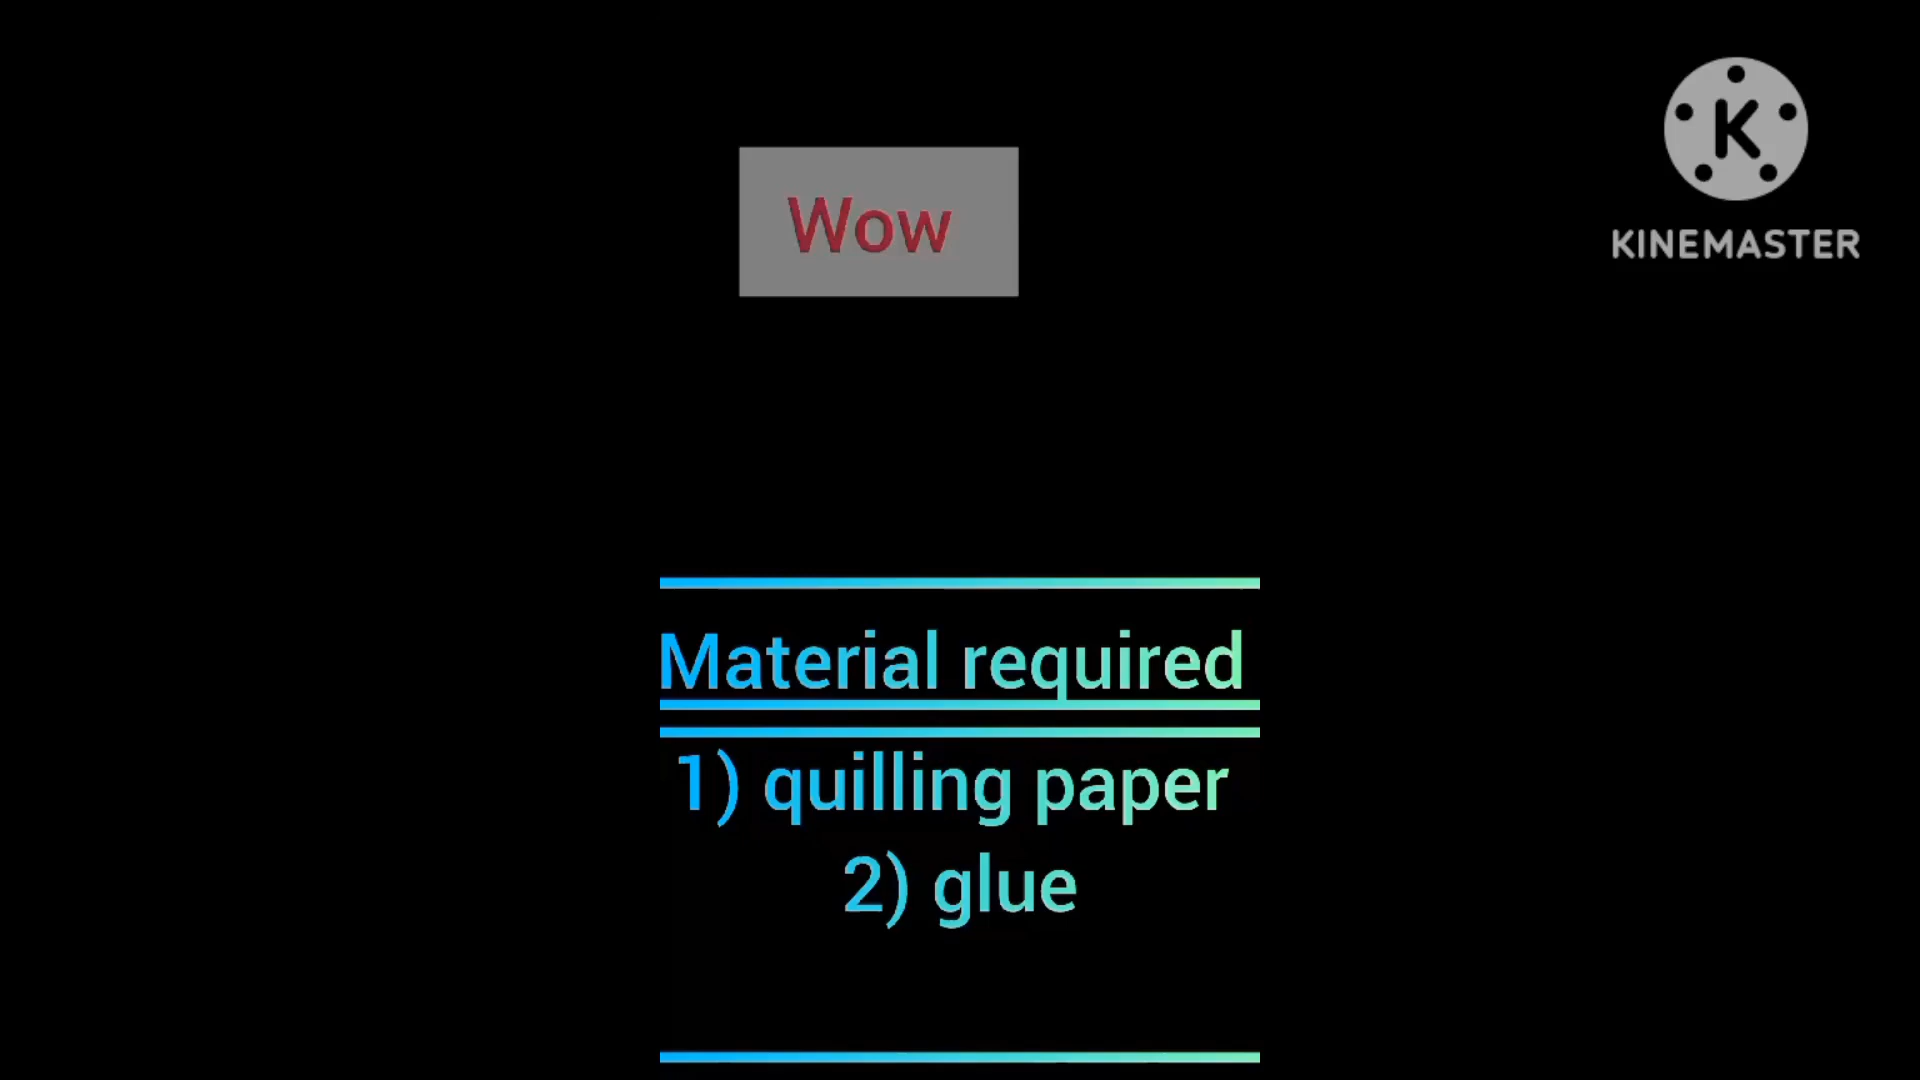 Wow
K
KINEMASTER
Material required
1) quilling paper
2) glue